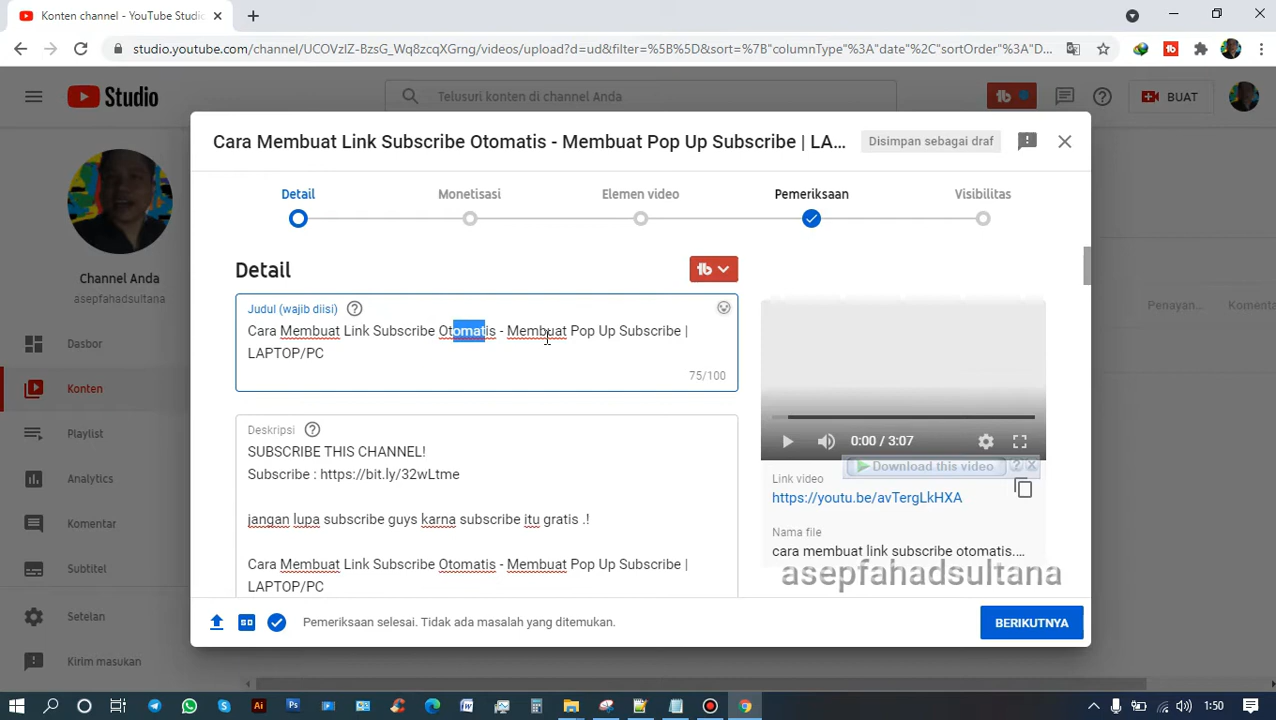 Konten channel - YouTube Studio
studio.youtube.com/channel/UCOVzIZ-BzsG_Wq8zcqXGrng/videos/upload?d=ud&filter=%5B%5D&sort=%7B"columnType"%3A"date"%2C"sortOrder"%3A"D...
Studio
Telusuri konten di channel Anda
BUAT
Channel Anda
asepfahadsultana
Dasbor
Konten
Playlist
Analytics
Komentar
Subtitel
Setelan
Kirim masukan
Penayan...
Komenta
Cara Membuat Link Subscribe Otomatis - Membuat Pop Up Subscribe | LA...
Disimpan sebagai draf
Detail
Monetisasi
Elemen video
Pemeriksaan
Visibilitas
Detail
Judul (wajib diisi)
Cara Membuat Link Subscribe Otomatis - Membuat Pop Up Subscribe |
LAPTOP/PC
75/100
Deskripsi
SUBSCRIBE THIS CHANNEL!
Subscribe : https://bit.ly/32wLtme
jangan lupa subscribe guys karna subscribe itu gratis .!
Cara Membuat Link Subscribe Otomatis - Membuat Pop Up Subscribe |
LAPTOP/PC
0:00 / 3:07
Download this video
Link video
https://youtu.be/avTergLkHXA
Nama file
cara membuat link subscribe otomatis....
asepfahadsultana
Pemeriksaan selesai. Tidak ada masalah yang ditemukan.
BERIKUTNYA
1:50